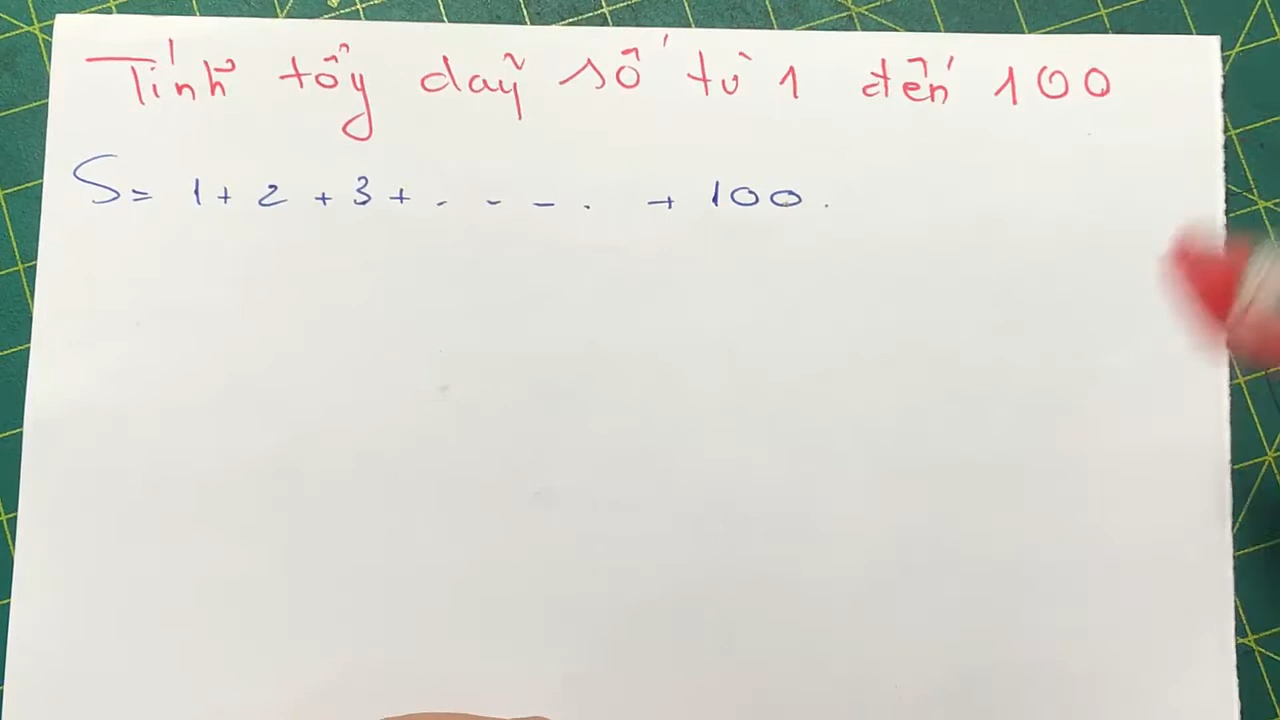 Tính tổng dãy số từ 1 đến 100
S = 1 + 2 + 3 + . - - - . + 100.